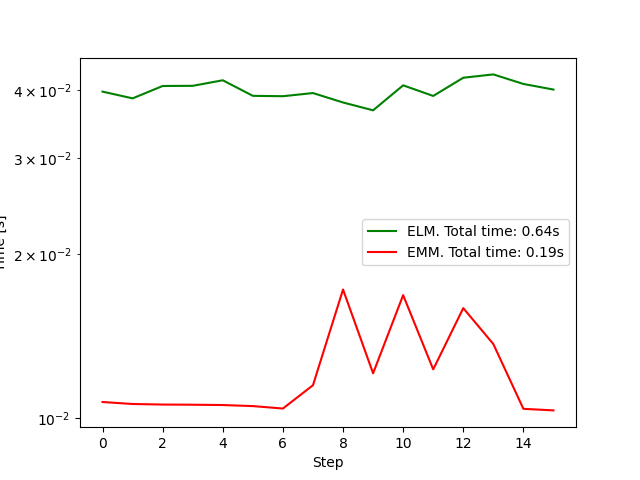 4 × 10⁻²
3 × 10⁻²
2 × 10⁻²
10⁻²
Time [s]
ELM. Total time: 0.64s
EMM. Total time: 0.19s
0 2 4 6 8 10 12 14
Step